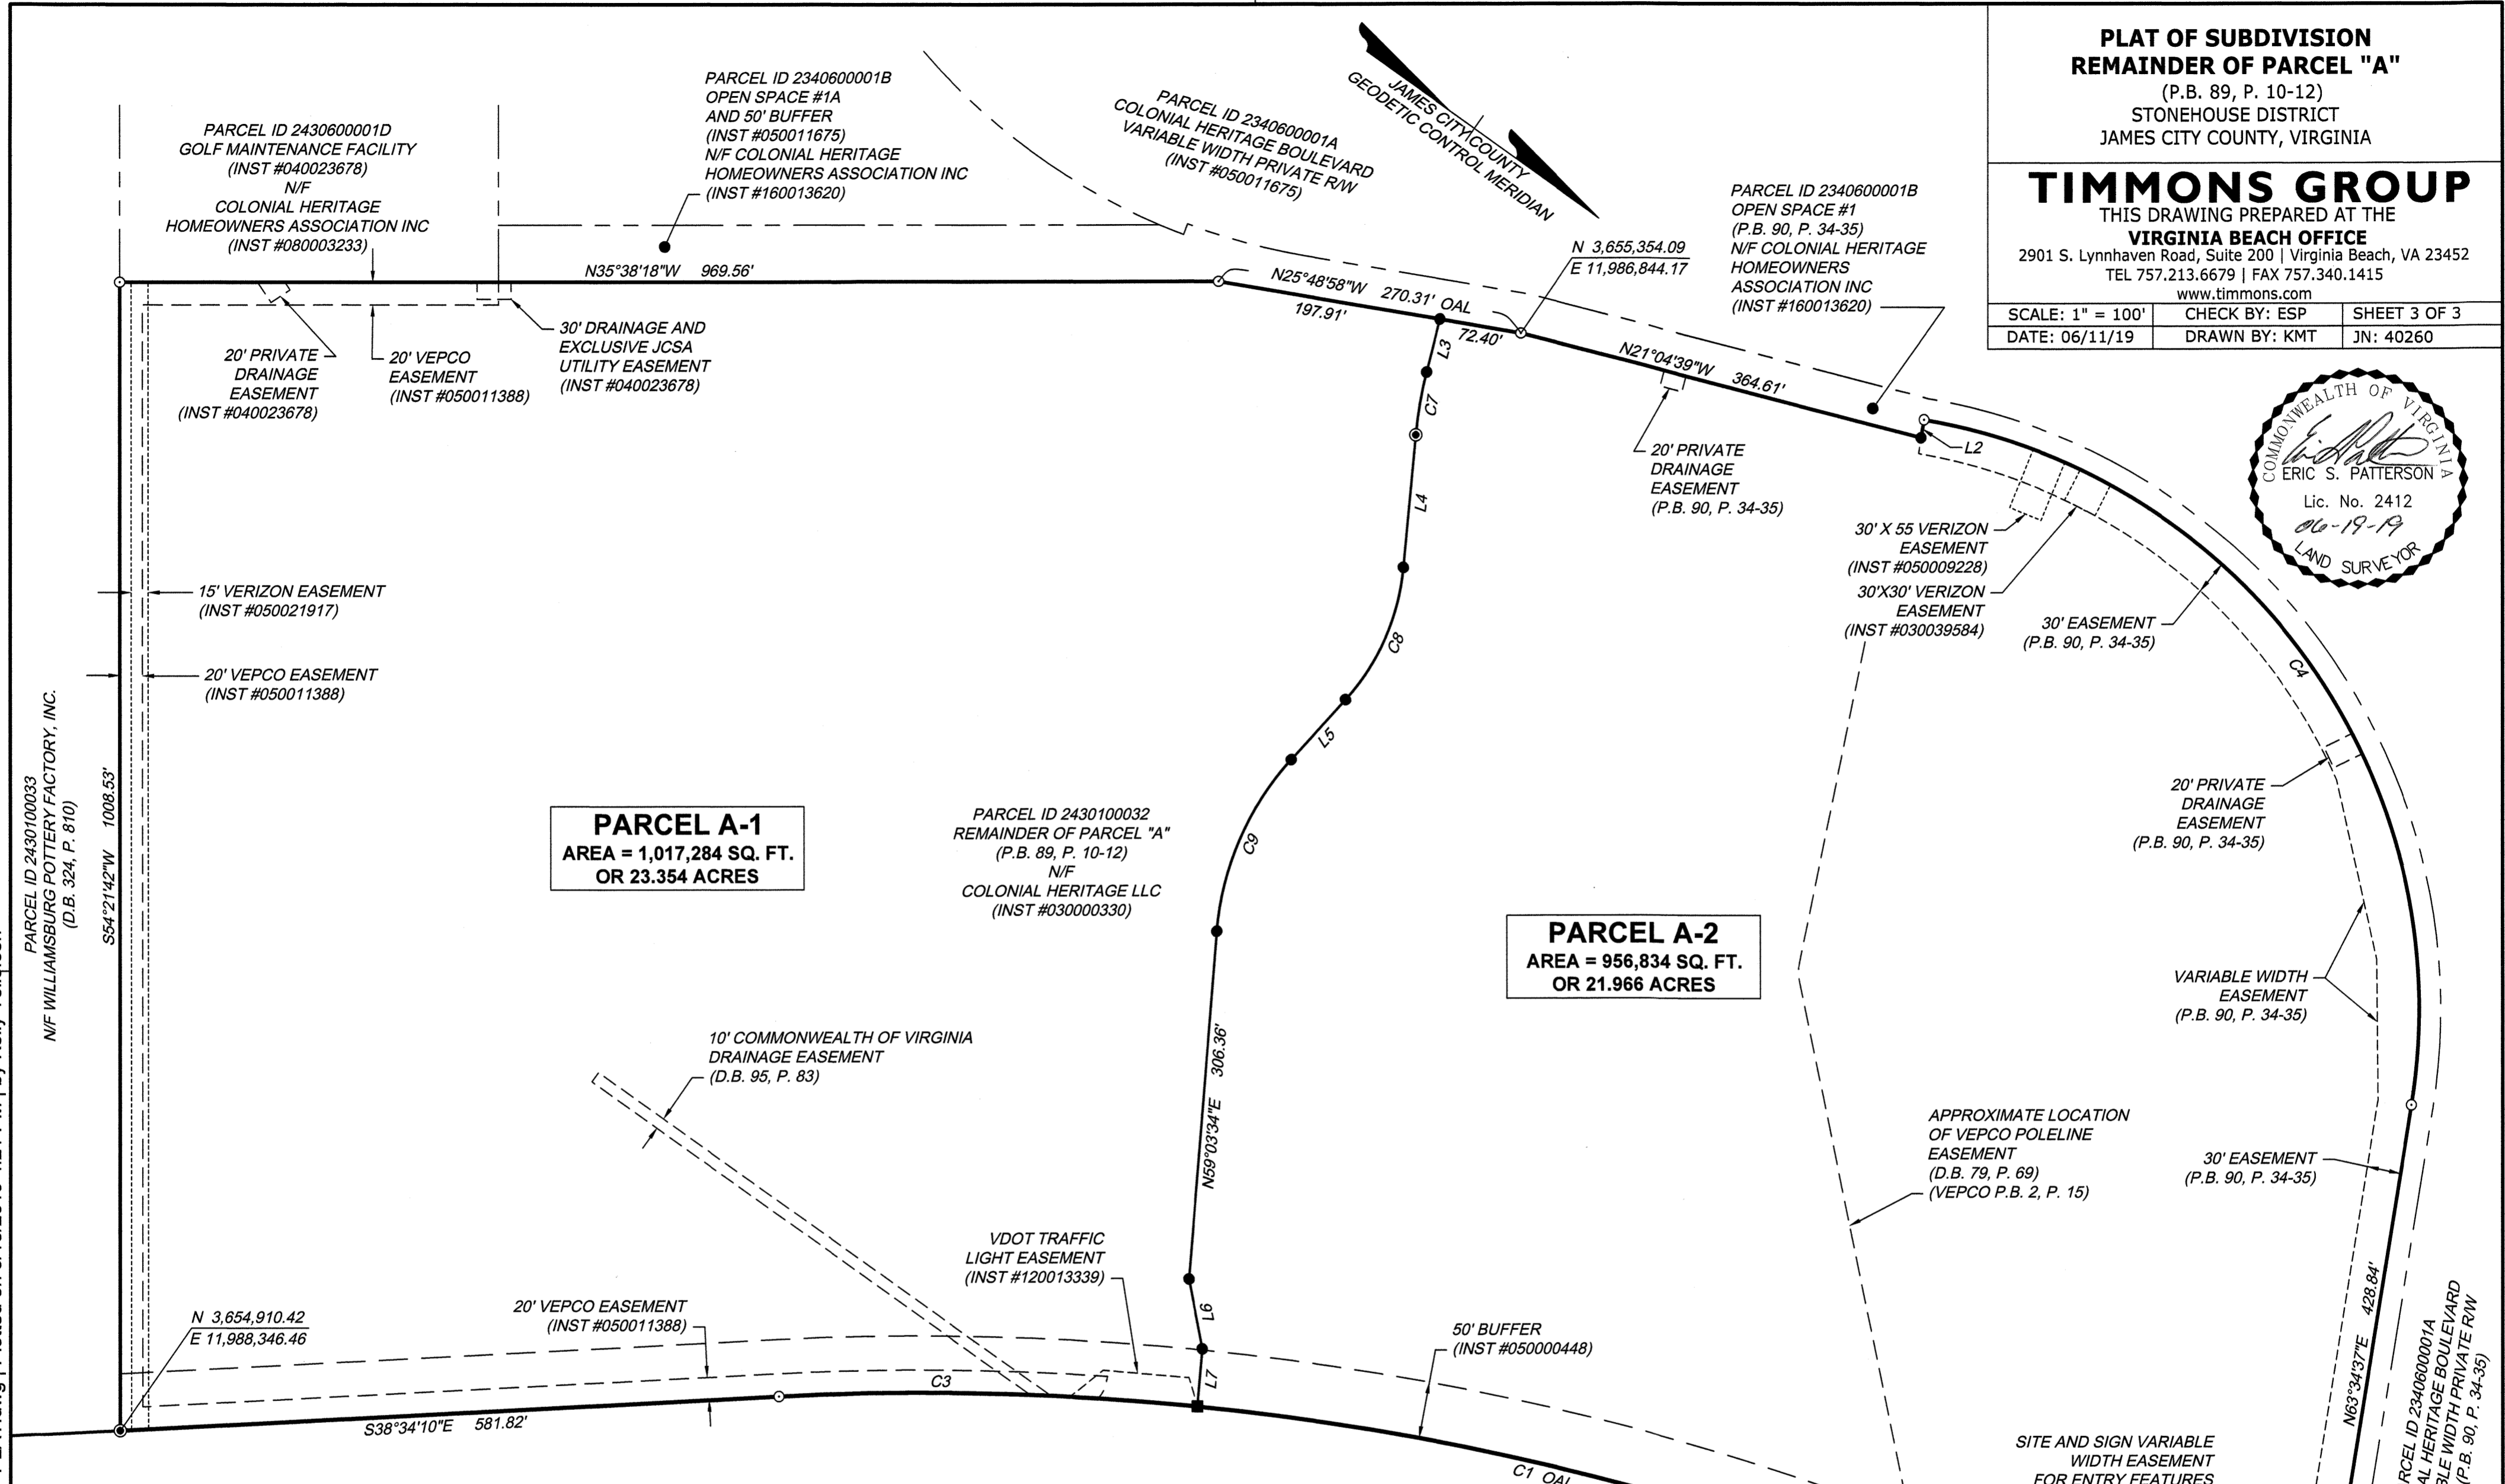 PLAT OF SUBDIVISION
REMAINDER OF PARCEL "A"
(P.B. 89, P. 10-12)
STONEHOUSE DISTRICT
JAMES CITY COUNTY, VIRGINIA
TIMMONS GROUP
THIS DRAWING PREPARED AT THE
VIRGINIA BEACH OFFICE
2901 S. Lynnhaven Road, Suite 200 | Virginia Beach, VA 23452
TEL 757.213.6679 | FAX 757.340.1415
www.timmons.com
SCALE: 1" = 100'
CHECK BY: ESP
SHEET 3 OF 3
DATE: 06/11/19
DRAWN BY: KMT
JN: 40260
COMMONWEALTH OF VIRGINIA
ERIC S. PATTERSON
Lic. No. 2412
06-19-19
LAND SURVEYOR
PARCEL ID 2430600001D
GOLF MAINTENANCE FACILITY
(INST #040023678)
N/F
COLONIAL HERITAGE
HOMEOWNERS ASSOCIATION INC
(INST #080003233)
PARCEL ID 2340600001B
OPEN SPACE #1A
AND 50' BUFFER
(INST #050011675)
N/F COLONIAL HERITAGE
HOMEOWNERS ASSOCIATION INC
(INST #160013620)
PARCEL ID 2340600001A
COLONIAL HERITAGE BOULEVARD
VARIABLE WIDTH PRIVATE R/W
(INST #050011675)
JAMES CITY COUNTY
GEODETIC CONTROL MERIDIAN
PARCEL ID 2340600001B
OPEN SPACE #1
(P.B. 90, P. 34-35)
N/F COLONIAL HERITAGE
HOMEOWNERS
ASSOCIATION INC
(INST #160013620)
N 3,655,354.09
E 11,986,844.17
N35°38'18"W 969.56'
N25°48'58"W 270.31' OAL
197.91'
72.40'
N21°04'39"W 364.61'
L3
C7
L4
C8
L5
C9
L2
20' PRIVATE
DRAINAGE
EASEMENT
(INST #040023678)
20' VEPCO
EASEMENT
(INST #050011388)
30' DRAINAGE AND
EXCLUSIVE JCSA
UTILITY EASEMENT
(INST #040023678)
20' PRIVATE
DRAINAGE
EASEMENT
(P.B. 90, P. 34-35)
30' X 55 VERIZON
EASEMENT
(INST #050009228)
30'X30' VERIZON
EASEMENT
(INST #030039584)
30' EASEMENT
(P.B. 90, P. 34-35)
C4
15' VERIZON EASEMENT
(INST #050021917)
20' VEPCO EASEMENT
(INST #050011388)
PARCEL ID 2430100033
N/F WILLIAMSBURG POTTERY FACTORY, INC.
(D.B. 324, P. 810)
S54°21'42"W 1008.53'
PARCEL A-1
AREA = 1,017,284 SQ. FT.
OR 23.354 ACRES
PARCEL ID 2430100032
REMAINDER OF PARCEL "A"
(P.B. 89, P. 10-12)
N/F
COLONIAL HERITAGE LLC
(INST #030000330)
PARCEL A-2
AREA = 956,834 SQ. FT.
OR 21.966 ACRES
20' PRIVATE
DRAINAGE
EASEMENT
(P.B. 90, P. 34-35)
VARIABLE WIDTH
EASEMENT
(P.B. 90, P. 34-35)
10' COMMONWEALTH OF VIRGINIA
DRAINAGE EASEMENT
(D.B. 95, P. 83)
N59°03'34"E 306.36'
APPROXIMATE LOCATION
OF VEPCO POLELINE
EASEMENT
(D.B. 79, P. 69)
(VEPCO P.B. 2, P. 15)
30' EASEMENT
(P.B. 90, P. 34-35)
VDOT TRAFFIC
LIGHT EASEMENT
(INST #120013339)
L6
L7
N 3,654,910.42
E 11,988,346.46
20' VEPCO EASEMENT
(INST #050011388)
C3
S38°34'10"E 581.82'
50' BUFFER
(INST #050000448)
C1 OAL
N63°34'37"E 428.84'
SITE AND SIGN VARIABLE
WIDTH EASEMENT
FOR ENTRY FEATURES
2340600001A
HERITAGE BOULEVARD
WIDTH PRIVATE R/W
(P.B. 90, P. 34-35)